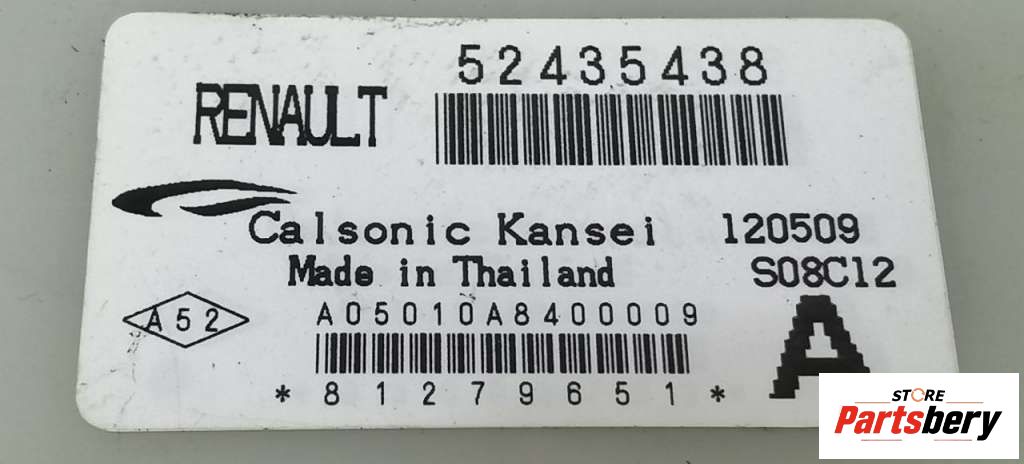 52435438
RENAULT
Calsonic Kansei 120509
Made in Thailand S08C12
A52
A05010A8400009
*81279651*
A
STORE
Partsbery